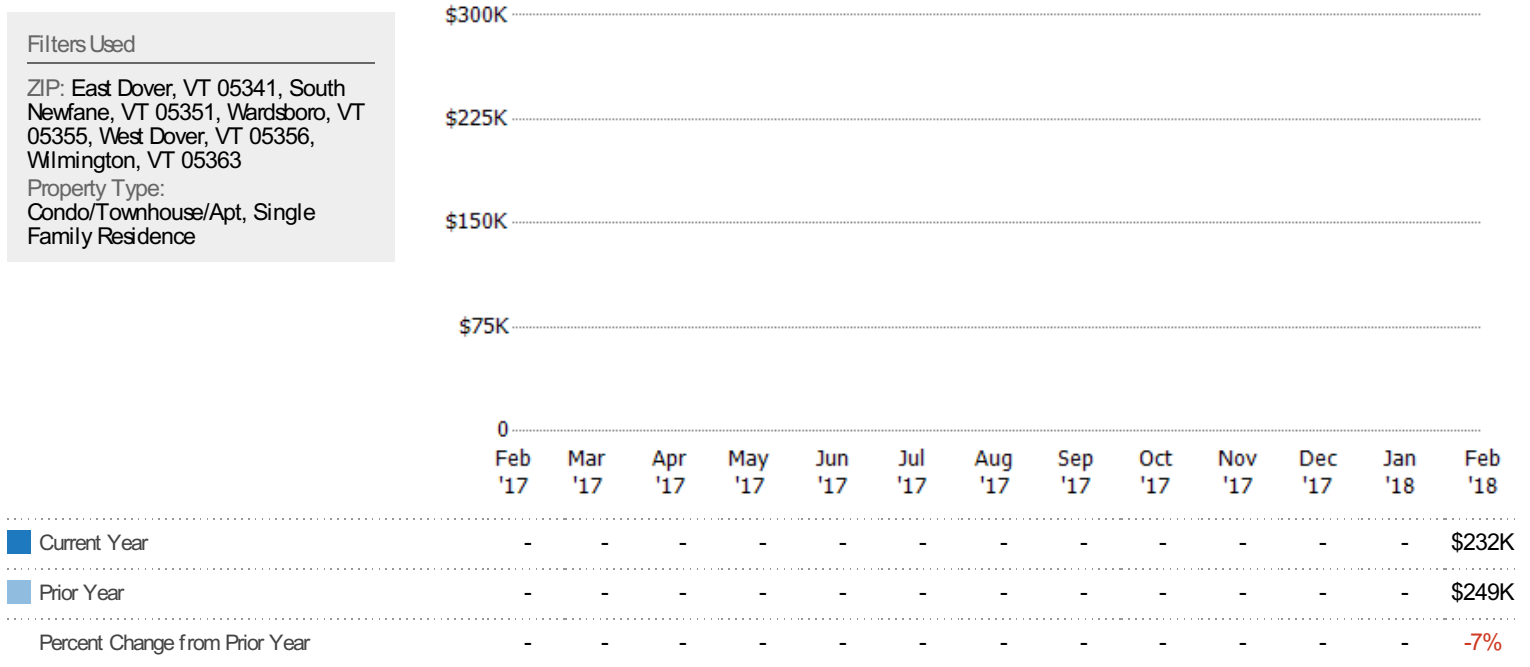 Filters Used
ZIP: East Dover, VT 05341, South
Newfane, VT 05351, Wardsboro, VT
05355, West Dover, VT 05356,
Wilmington, VT 05363
Property Type:
Condo/Townhouse/Apt, Single
Family Residence
$300K
$225K
$150K
$75K
0
Feb '17 Mar '17 Apr '17 May '17 Jun '17 Jul '17 Aug '17 Sep '17 Oct '17 Nov '17 Dec '17 Jan '18 Feb '18
Current Year - - - - - - - - - - - - $232K
Prior Year - - - - - - - - - - - - $249K
Percent Change from Prior Year - - - - - - - - - - - - -7%